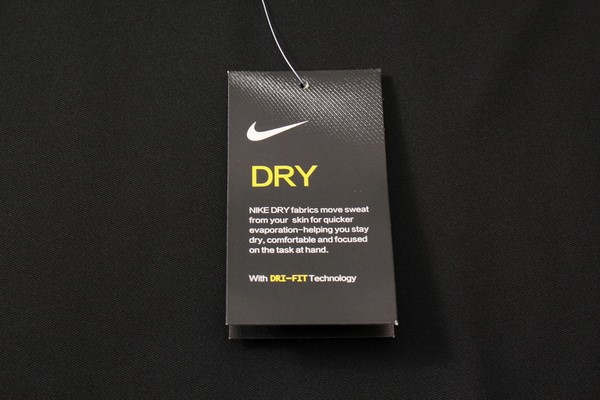 DRY
NIKE DRY fabrics move sweat
from your skin for quicker
evaporation-helping you stay
dry, comfortable and focused
on the task at hand.
With DRI-FIT Technology